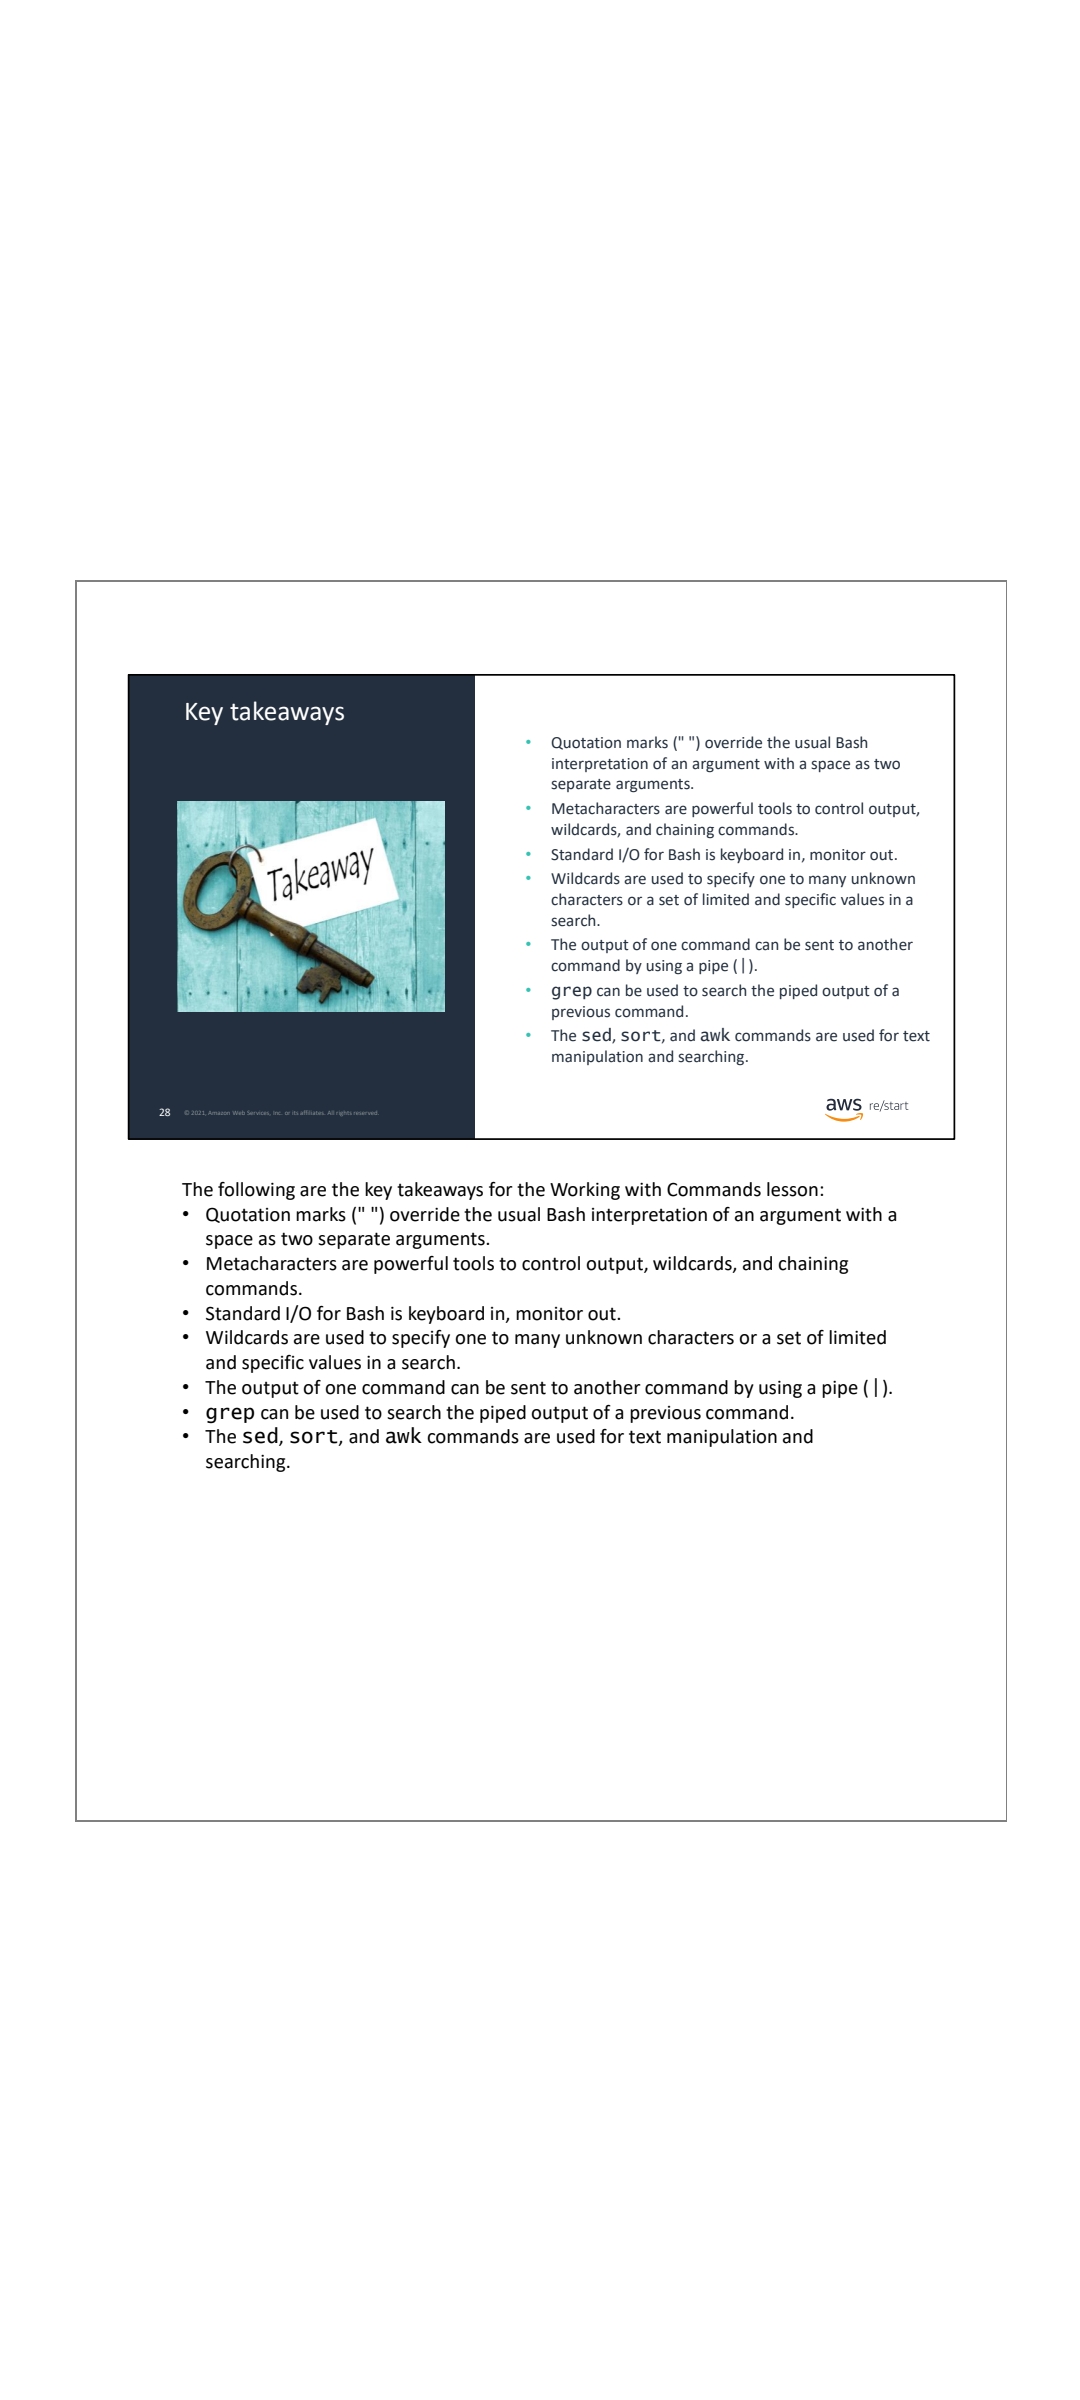 Key takeaways
Takeaway
• Quotation marks (" ") override the usual Bash
interpretation of an argument with a space as two
separate arguments.
• Metacharacters are powerful tools to control output,
wildcards, and chaining commands.
• Standard I/O for Bash is keyboard in, monitor out.
• Wildcards are used to specify one to many unknown
characters or a set of limited and specific values in a
search.
• The output of one command can be sent to another
command by using a pipe (|).
• grep can be used to search the piped output of a
previous command.
• The sed, sort, and awk commands are used for text
manipulation and searching.
28 © 2021, Amazon Web Services, Inc. or its affiliates. All rights reserved.
aws re/start
The following are the key takeaways for the Working with Commands lesson:
• Quotation marks (" ") override the usual Bash interpretation of an argument with a
space as two separate arguments.
• Metacharacters are powerful tools to control output, wildcards, and chaining
commands.
• Standard I/O for Bash is keyboard in, monitor out.
• Wildcards are used to specify one to many unknown characters or a set of limited
and specific values in a search.
• The output of one command can be sent to another command by using a pipe (|).
• grep can be used to search the piped output of a previous command.
• The sed, sort, and awk commands are used for text manipulation and
searching.